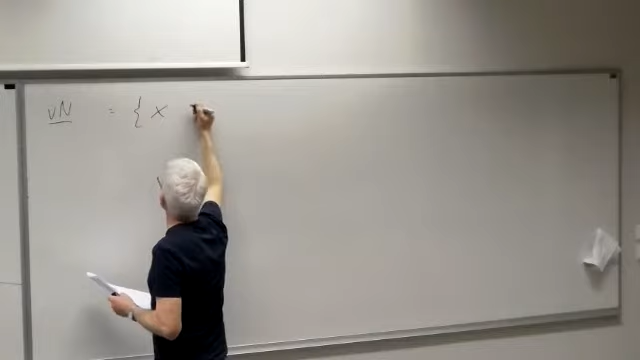 vN = { x